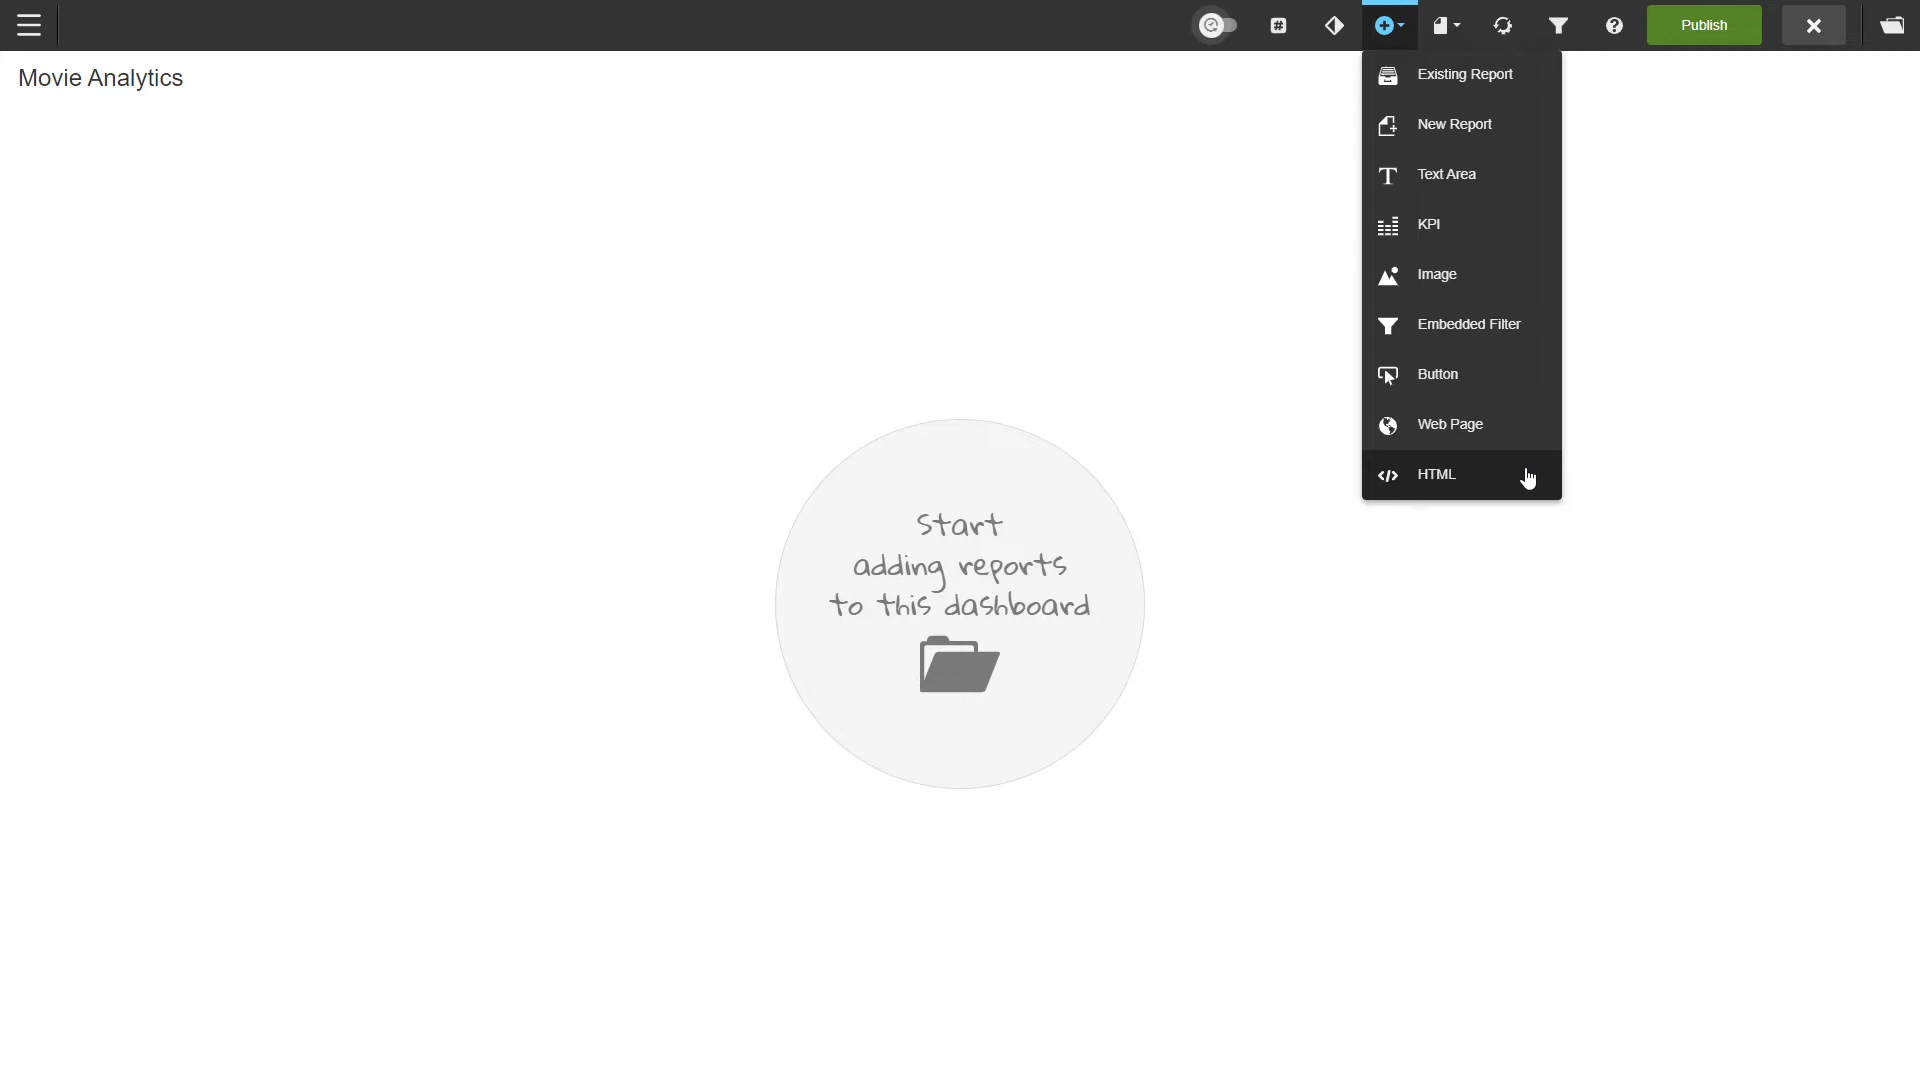 Publish
Movie Analytics
Existing Report
New Report
Text Area
KPI
Image
Embedded Filter
Button
Web Page
HTML
Start
adding reports
to this dashboard